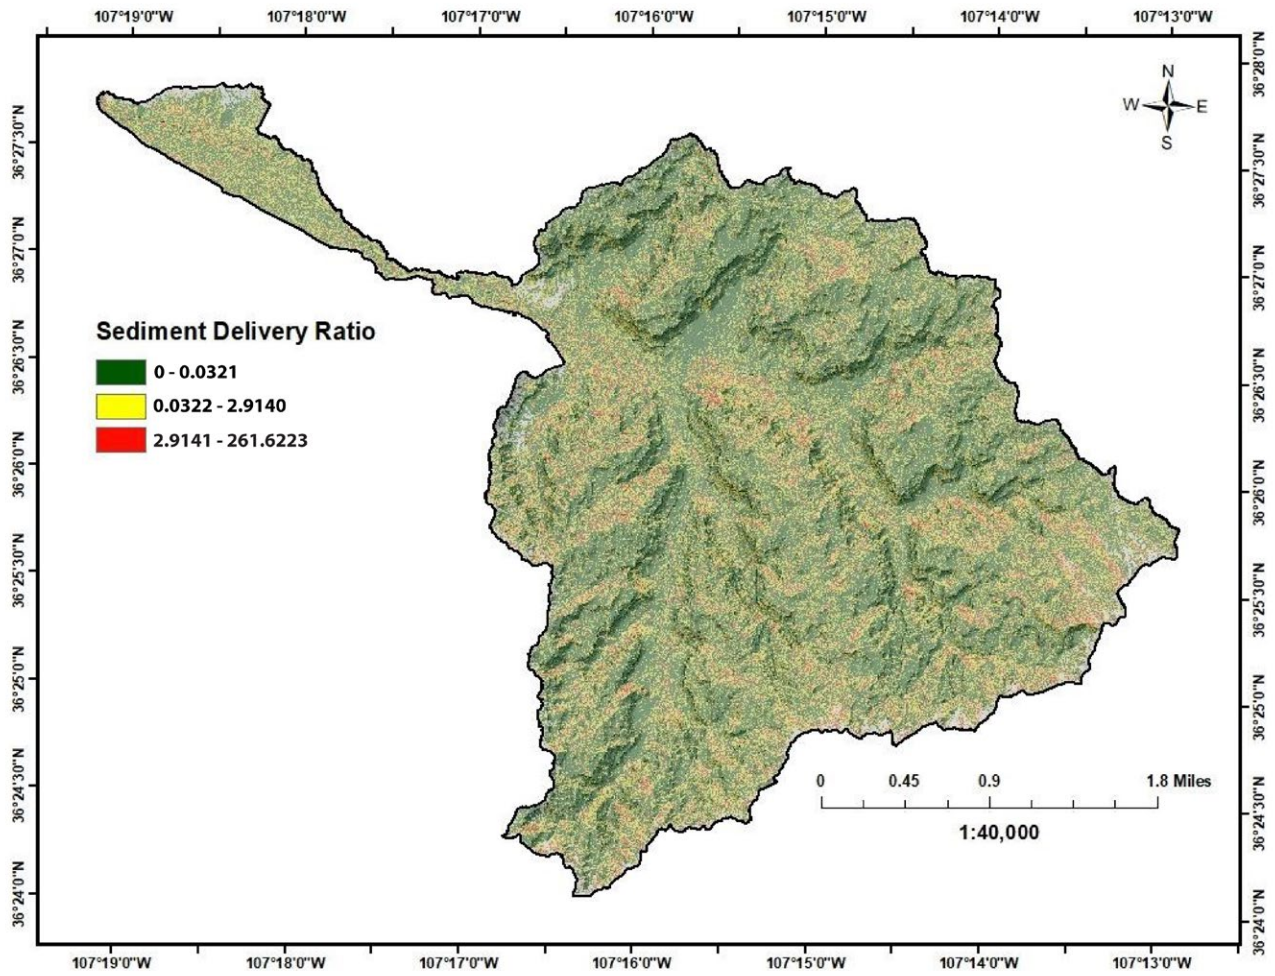 107°19'0"W 107°18'0"W 107°17'0"W 107°16'0"W 107°15'0"W 107°14'0"W 107°13'0"W
36°28'0"N
N
W E
S
36°27'30"N
36°27'30"N
36°27'0"N
36°27'0"N
Sediment Delivery Ratio
36°26'30"N
0 - 0.0321
36°26'30"N
0.0322 - 2.9140
2.9141 - 261.6223
36°26'0"N
36°26'0"N
36°25'30"N
36°25'30"N
36°25'0"N
36°25'0"N
0 0.45 0.9 1.8 Miles
36°24'30"N
36°24'30"N
1:40,000
36°24'0"N
36°24'0"N
107°19'0"W 107°18'0"W 107°17'0"W 107°16'0"W 107°15'0"W 107°14'0"W 107°13'0"W